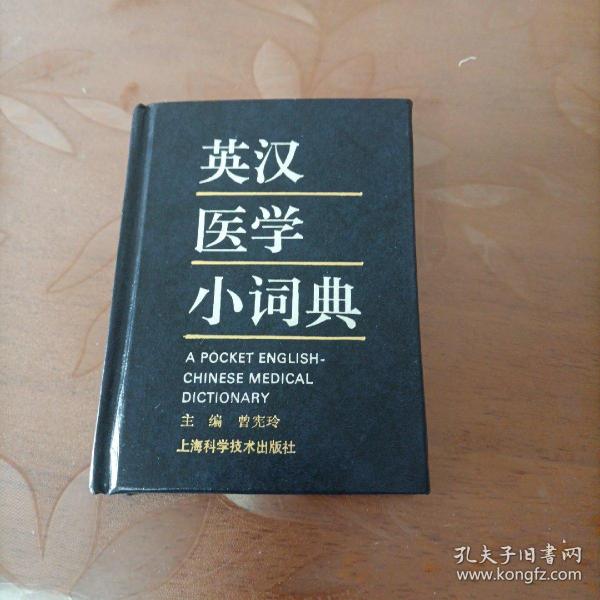 英汉
医学
小词典
A POCKET ENGLISH-
CHINESE MEDICAL
DICTIONARY
主编 曾宪玲
上海科学技术出版社
孔夫子旧书网
www.kongfz.com